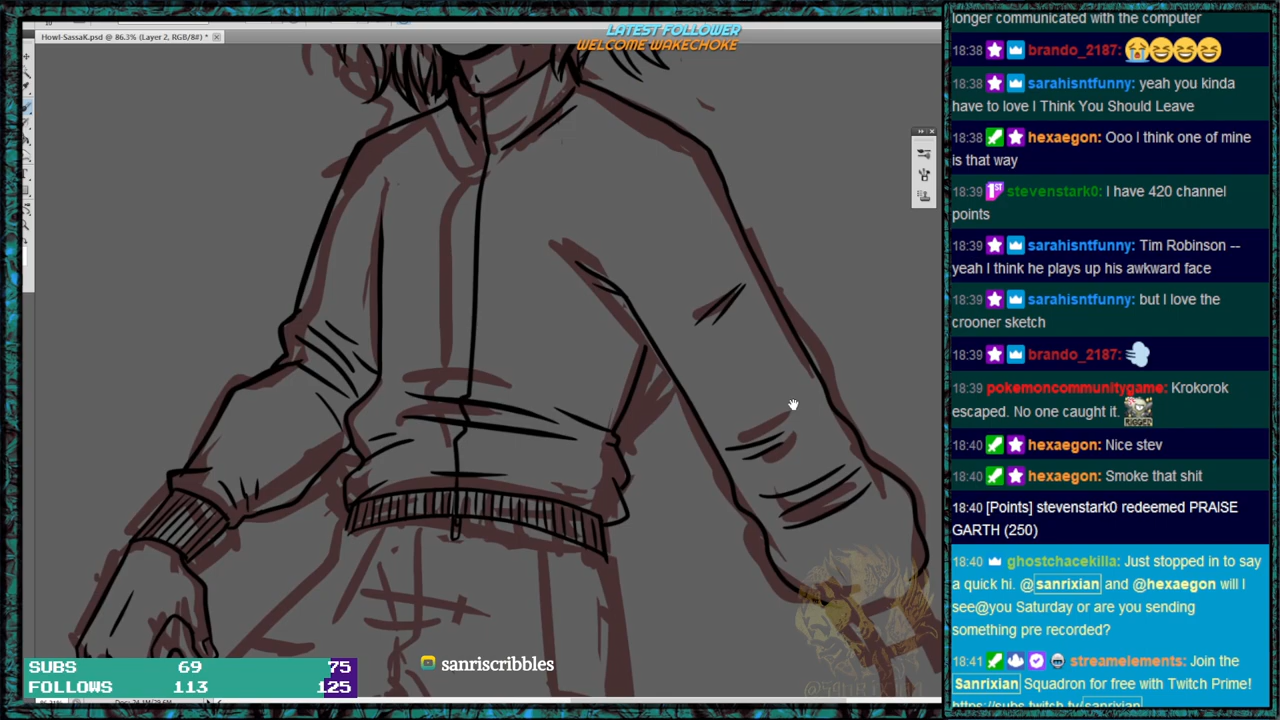 Howl-SassaK.psd @ 86.3% (Layer 2, RGB/8#) *
LATEST FOLLOWER
WELCOME WAKECHOKE
SUBS 69 75
FOLLOWS 113 125
sanriscribbles
longer communicated with the computer
18:38 brando_2187:
18:38 sarahisntfunny: yeah you kinda
have to love I Think You Should Leave
18:38 hexaegon: Ooo I think one of mine
is that way
18:39 1ST stevenstark0: I have 420 channel
points
18:39 sarahisntfunny: Tim Robinson --
yeah I think he plays up his awkward face
18:39 sarahisntfunny: but I love the
crooner sketch
18:39 brando_2187:
18:39 pokemoncommunitygame: Krokorok
escaped. No one caught it.
18:40 hexaegon: Nice stev
18:40 hexaegon: Smoke that shit
18:40 [Points] stevenstark0 redeemed PRAISE
GARTH (250)
18:40 ghostchacekilla: Just stopped in to say
a quick hi. @sanrixian and @hexaegon will I
see@you Saturday or are you sending
something pre recorded?
18:41 streamelements: Join the
Sanrixian Squadron for free with Twitch Prime!
https://subs.twitch.tv/sanrixian